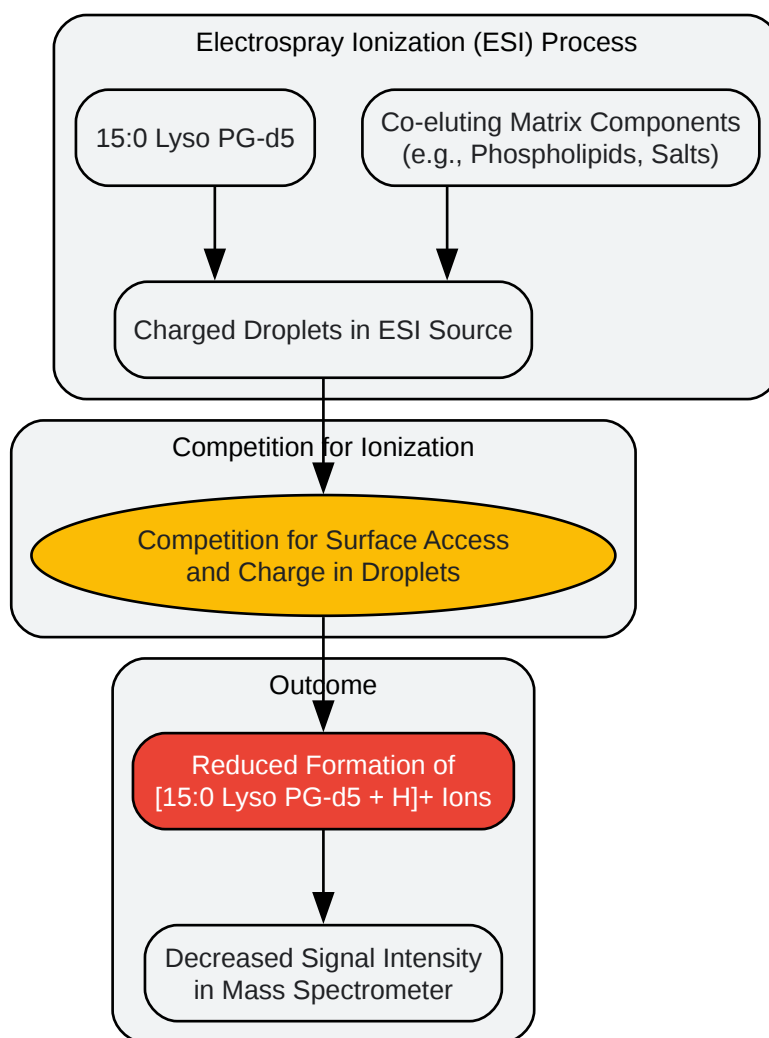 Electrospray Ionization (ESI) Process
15:0 Lyso PG-d5
Co-eluting Matrix Components
(e.g., Phospholipids, Salts)
Charged Droplets in ESI Source
Competition for Ionization
Competition for Surface Access
and Charge in Droplets
Outcome
Reduced Formation of
[15:0 Lyso PG-d5 + H]+ Ions
Decreased Signal Intensity
in Mass Spectrometer